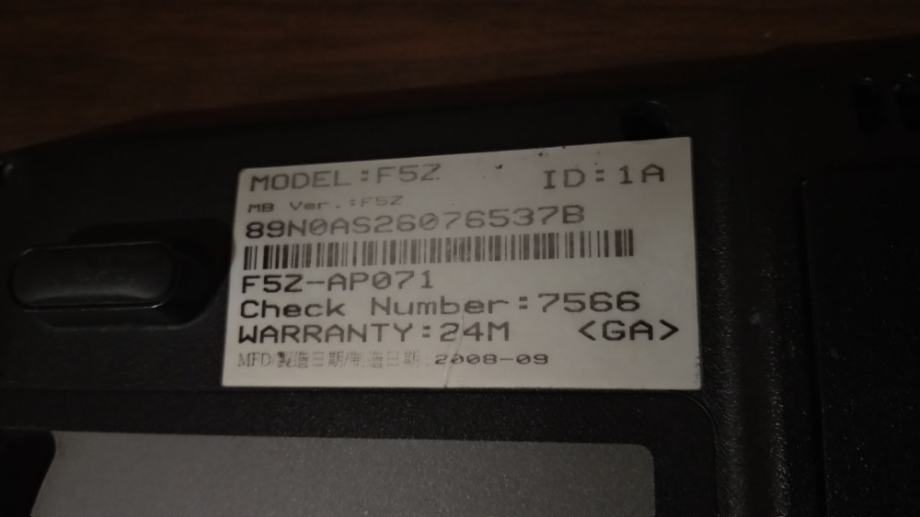 MODEL:F5Z ID:1A
MB Ver.:F5Z
89N0AS26076537B
F5Z-AP071
Check Number:7566
WARRANTY:24M <GA>
MFD/製造日期/制造日期: 2008-09